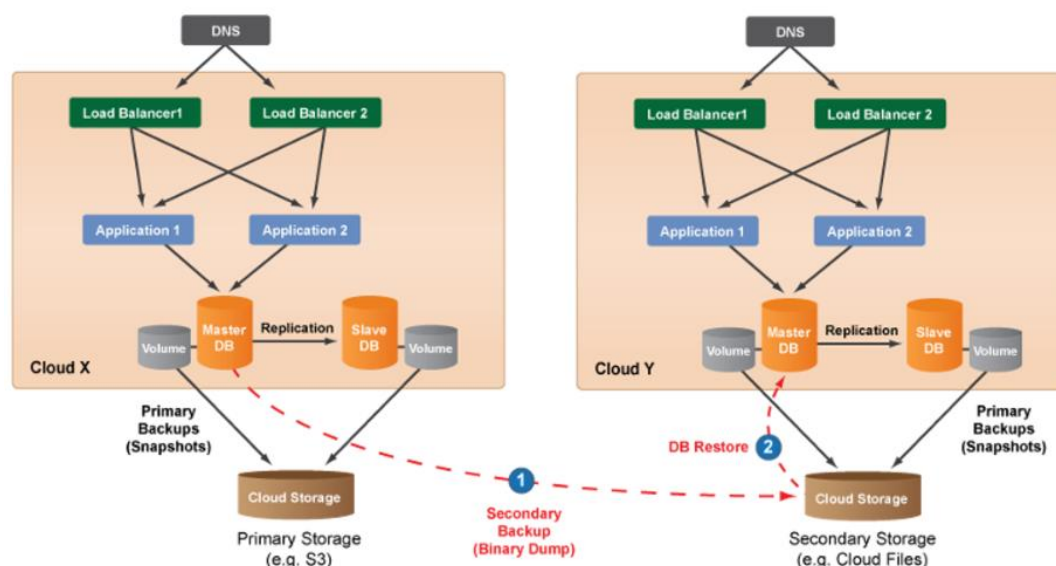 DNS
Load Balancer1
Load Balancer 2
Application 1
Application 2
Master
DB
Replication
Slave
DB
Volume
Volume
Cloud X
Primary
Backups
(Snapshots)
Cloud Storage
Primary Storage
(e.g. S3)
1
Secondary
Backup
(Binary Dump)
DNS
Load Balancer1
Load Balancer 2
Application 1
Application 2
Master
DB
Replication
Slave
DB
Volume
Volume
Cloud Y
DB Restore
2
Primary
Backups
(Snapshots)
Cloud Storage
Secondary Storage
(e.g. Cloud Files)